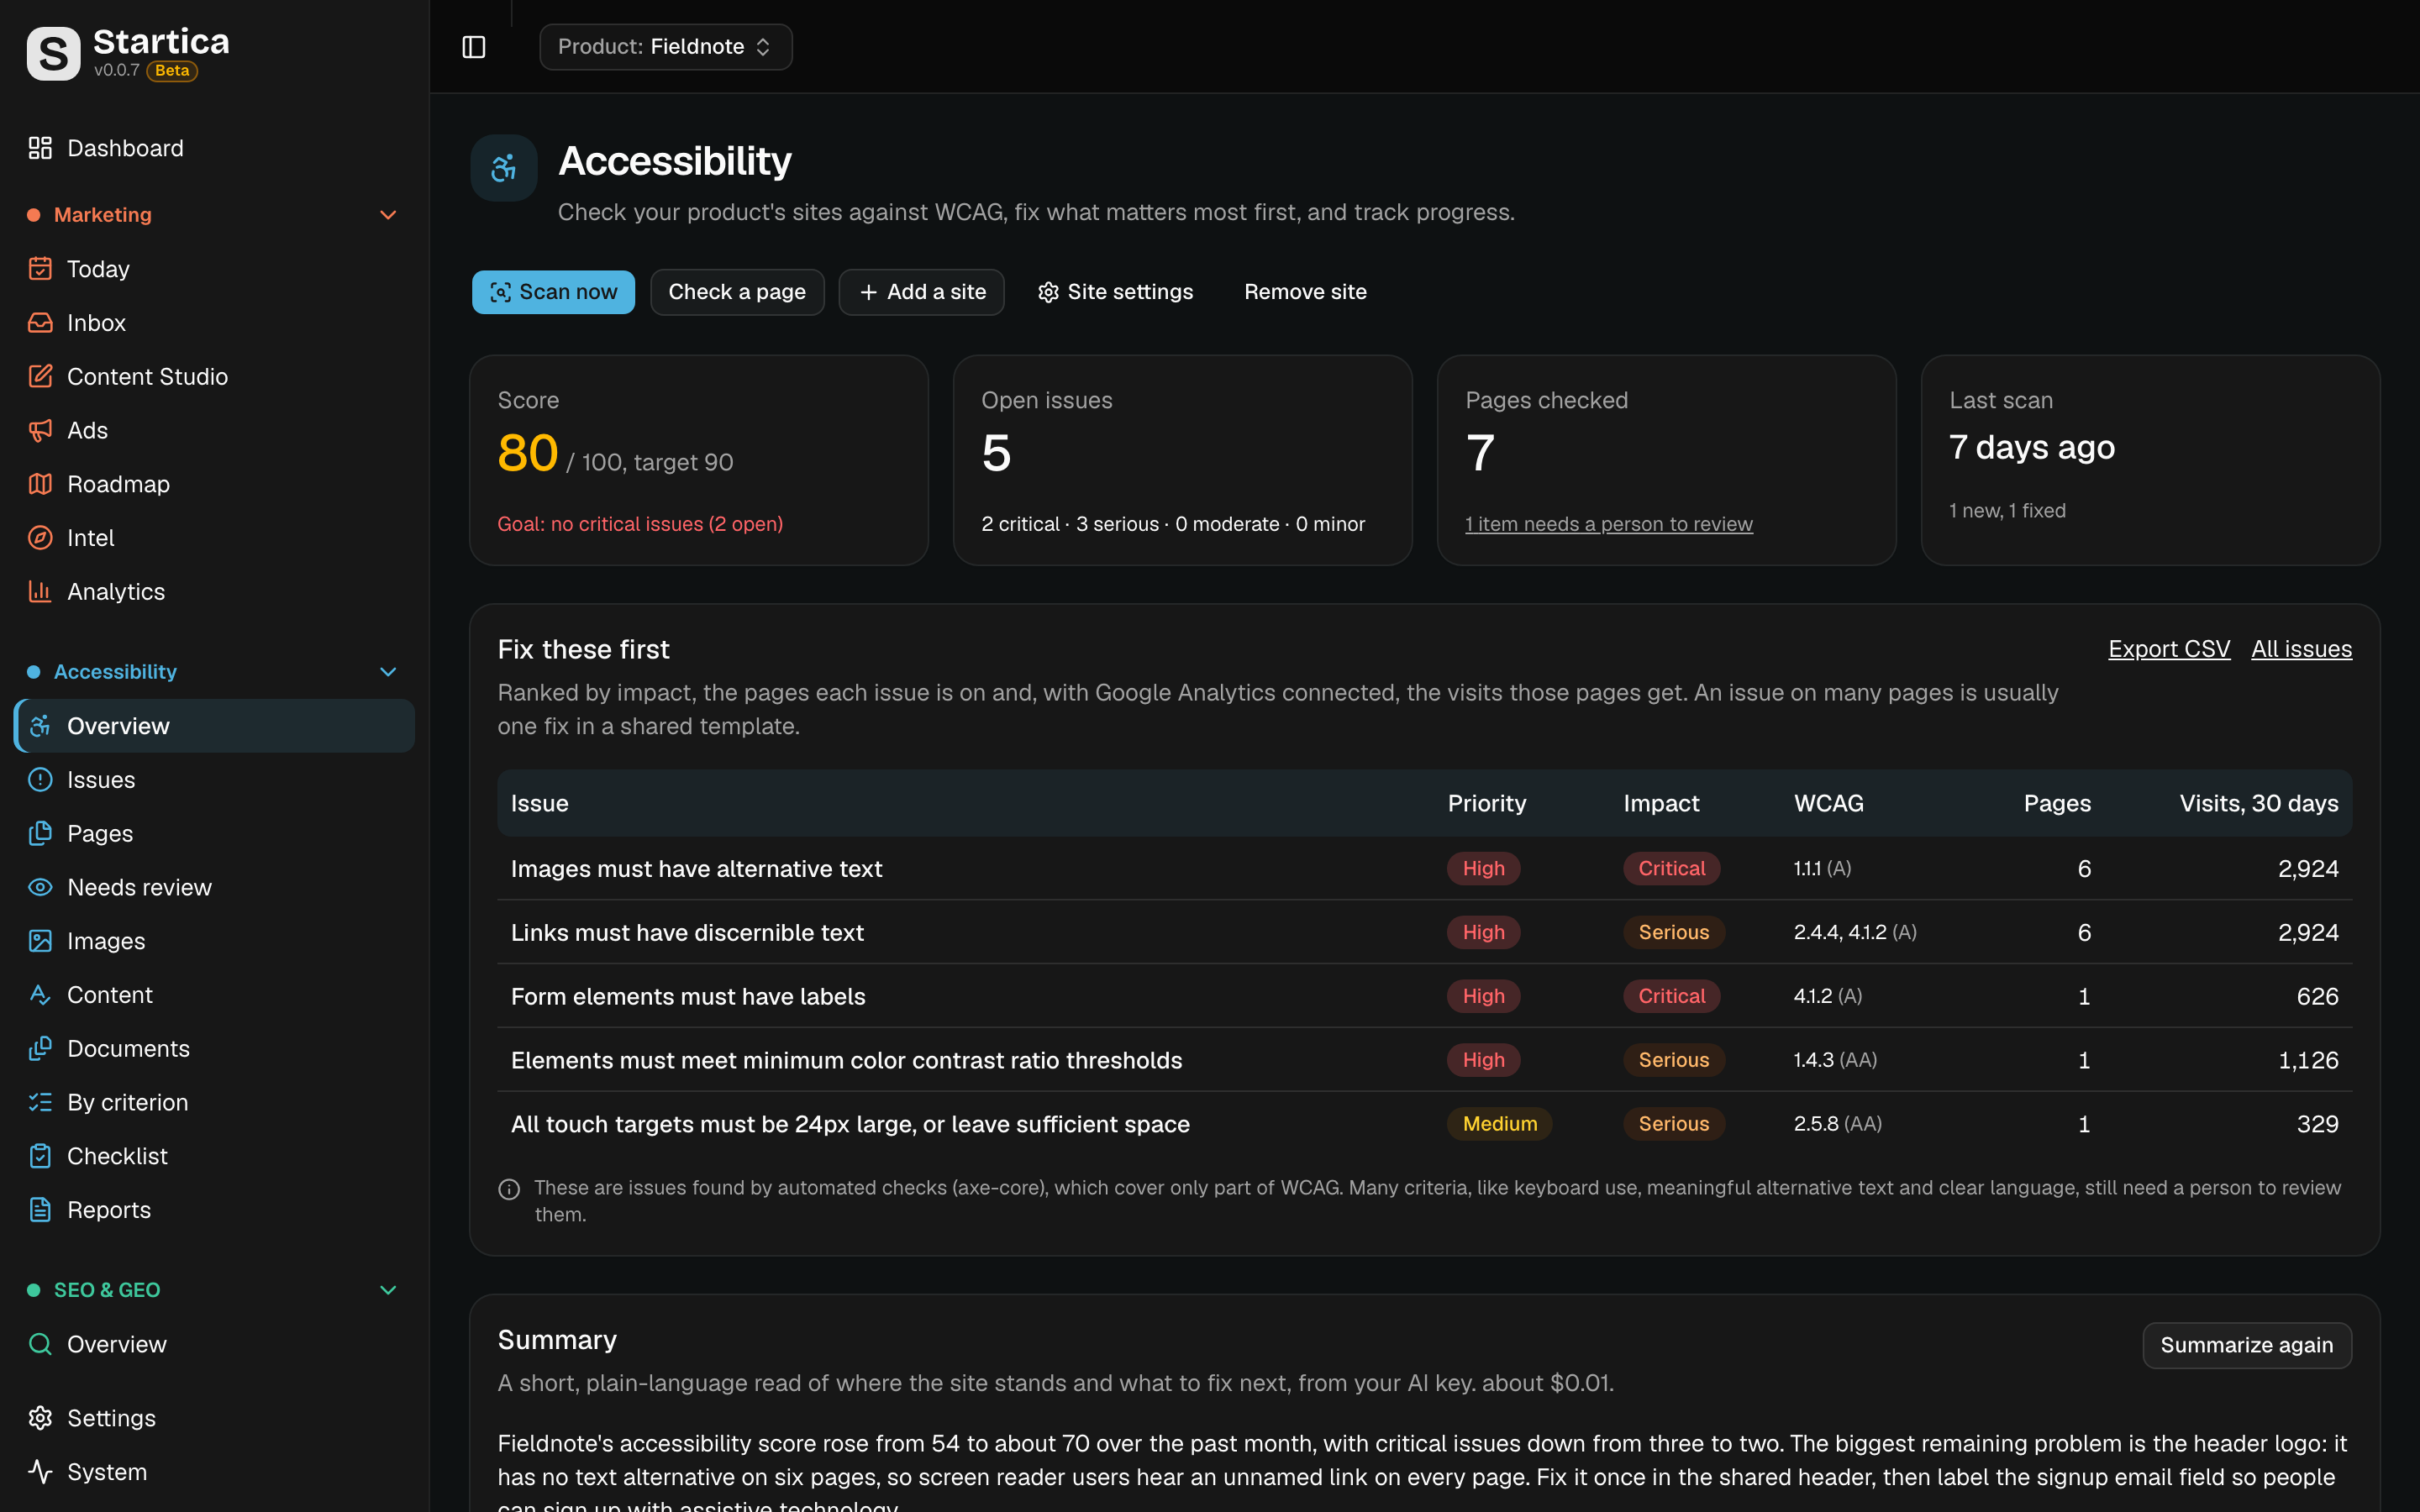 S Startica
v0.0.7 Beta
Dashboard
Marketing
Today
Inbox
Content Studio
Ads
Roadmap
Intel
Analytics
Accessibility
Overview
Issues
Pages
Needs review
Images
Content
Documents
By criterion
Checklist
Reports
SEO & GEO
Overview
Settings
System
Product: Fieldnote
Accessibility
Check your product's sites against WCAG, fix what matters most first, and track progress.
Scan now Check a page Add a site Site settings Remove site
Score
80 / 100, target 90
Goal: no critical issues (2 open)
Open issues
5
2 critical · 3 serious · 0 moderate · 0 minor
Pages checked
7
1 item needs a person to review
Last scan
7 days ago
1 new, 1 fixed
Fix these first Export CSV All issues
Ranked by impact, the pages each issue is on and, with Google Analytics connected, the visits those pages get. An issue on many pages is usually
one fix in a shared template.
Issue Priority Impact WCAG Pages Visits, 30 days
Images must have alternative text High Critical 1.1.1 (A) 6 2,924
Links must have discernible text High Serious 2.4.4, 4.1.2 (A) 6 2,924
Form elements must have labels High Critical 4.1.2 (A) 1 626
Elements must meet minimum color contrast ratio thresholds High Serious 1.4.3 (AA) 1 1,126
All touch targets must be 24px large, or leave sufficient space Medium Serious 2.5.8 (AA) 1 329
These are issues found by automated checks (axe-core), which cover only part of WCAG. Many criteria, like keyboard use, meaningful alternative text and clear language, still need a person to review
them.
Summary Summarize again
A short, plain-language read of where the site stands and what to fix next, from your AI key. about $0.01.
Fieldnote's accessibility score rose from 54 to about 70 over the past month, with critical issues down from three to two. The biggest remaining problem is the header logo: it
has no text alternative on six pages, so screen reader users hear an unnamed link on every page. Fix it once in the shared header, then label the signup email field so people
can sign up with assistive technology.